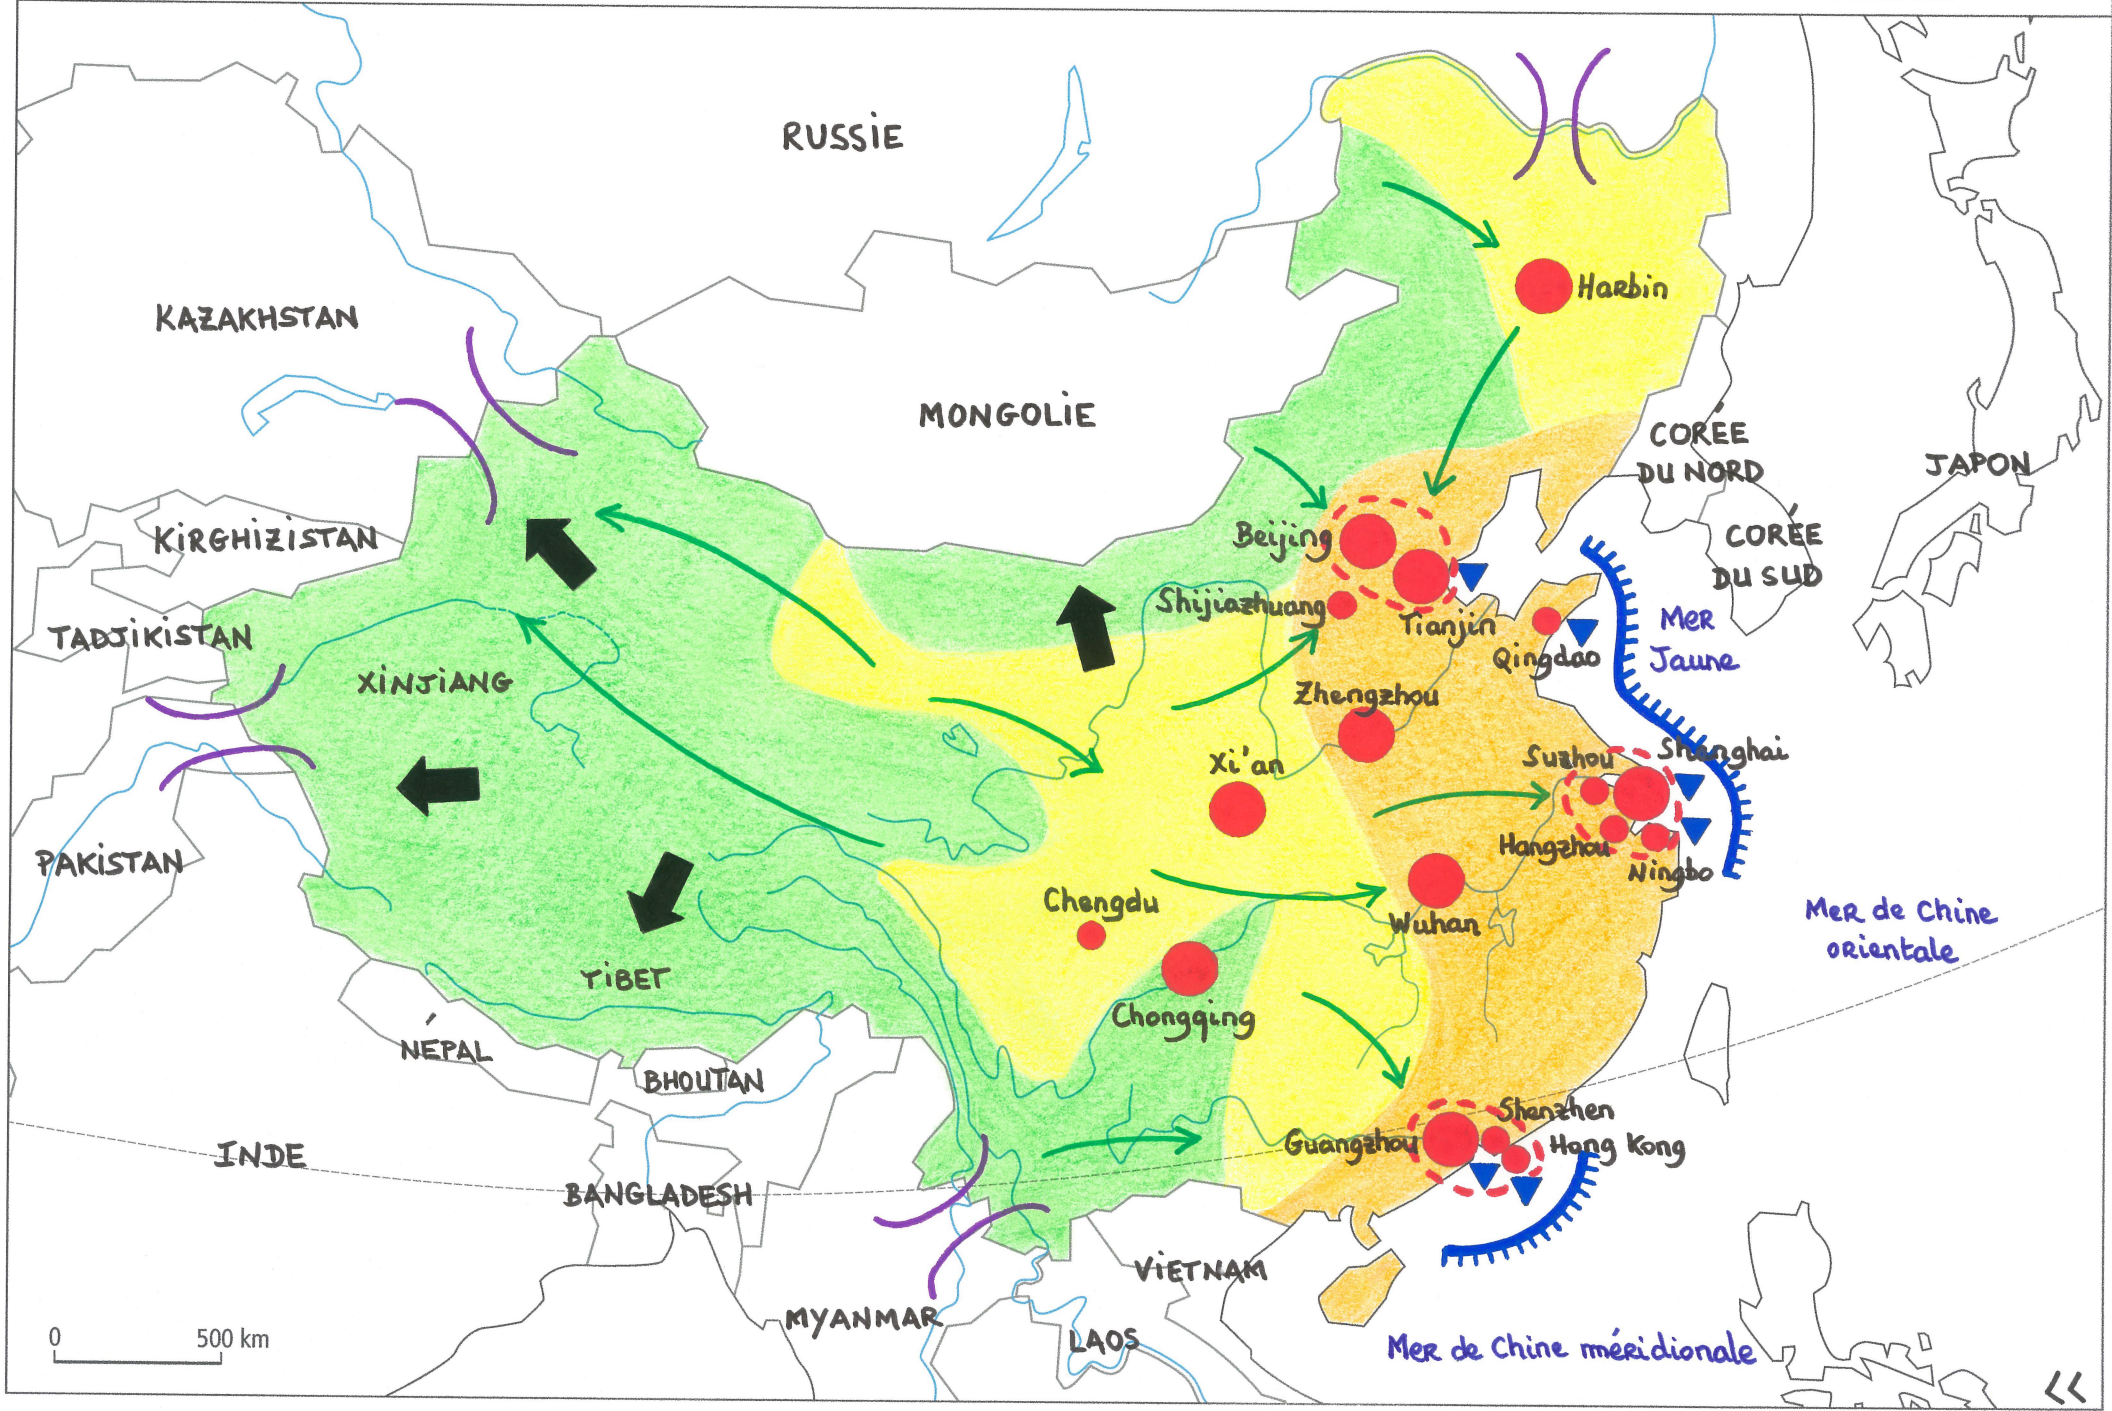 RUSSIE
Harbin
KAZAKHSTAN
MONGOLIE
CORÉE
DU NORD
JAPON
KIRGHIZISTAN
Beijing
CORÉE
DU SUD
Shijiazhuang
Tianjin
Mer
Jaune
TADJIKISTAN
XINJIANG
Qingdao
Zhengzhou
Xi'an
Suzhou
Shanghai
PAKISTAN
Hangzhou
Ningbo
Chengdu
Wuhan
Mer de Chine
orientale
TIBET
Chongqing
NÉPAL
BHOUTAN
Shenzhen
Guangzhou
Hong Kong
INDE
BANGLADESH
VIETNAM
MYANMAR
LAOS
0 500 km
Mer de Chine méridionale
<<